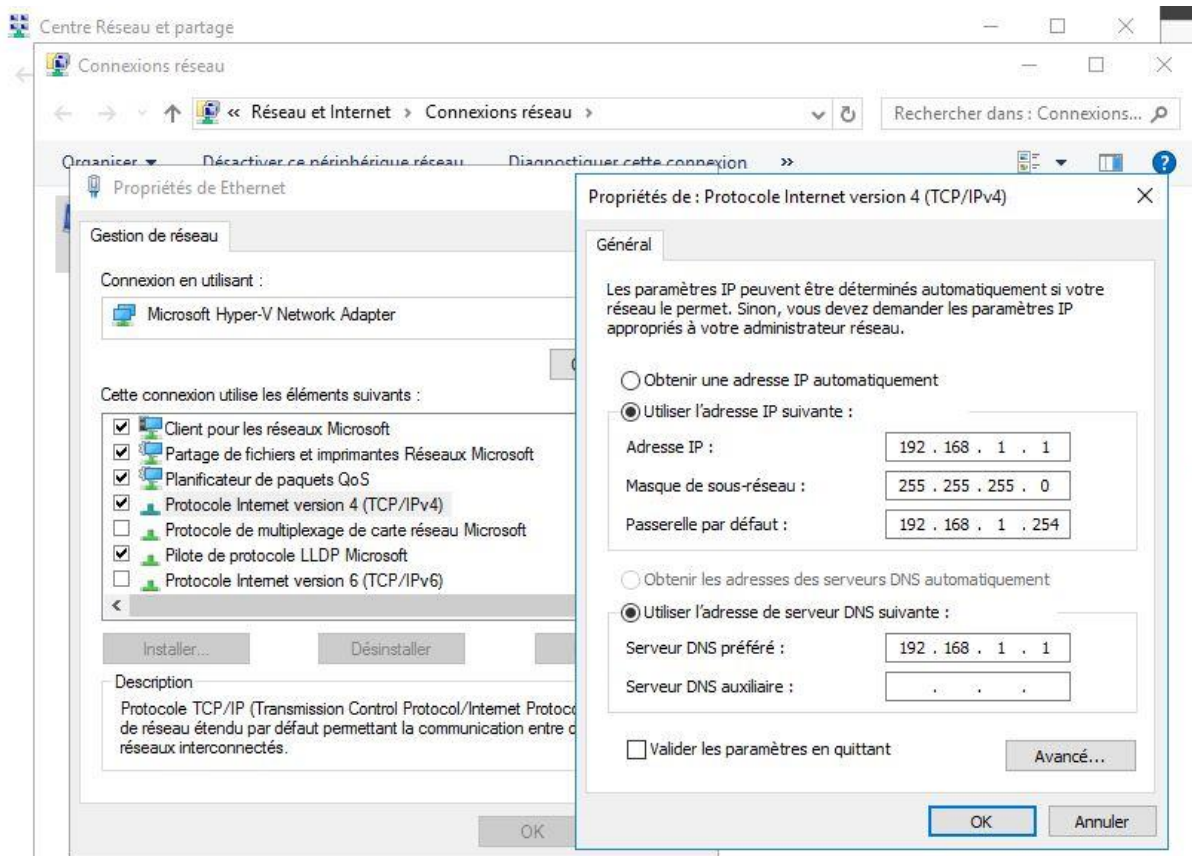 Centre Réseau et partage
Connexions réseau
« Réseau et Internet > Connexions réseau >
Rechercher dans : Connexions...
Organiser
Désactiver ce périphérique réseau
Diagnostiquer cette connexion
»
Propriétés de Ethernet
Gestion de réseau
Connexion en utilisant :
Microsoft Hyper-V Network Adapter
Cette connexion utilise les éléments suivants :
Client pour les réseaux Microsoft
Partage de fichiers et imprimantes Réseaux Microsoft
Planificateur de paquets QoS
Protocole Internet version 4 (TCP/IPv4)
Protocole de multiplexage de carte réseau Microsoft
Pilote de protocole LLDP Microsoft
Protocole Internet version 6 (TCP/IPv6)
Installer...
Désinstaller
Description
Protocole TCP/IP (Transmission Control Protocol/Internet
de réseau étendu par défaut permettant la communication entre
réseaux interconnectés.
OK
Propriétés de : Protocole Internet version 4 (TCP/IPv4)
Général
Les paramètres IP peuvent être déterminés automatiquement si votre
réseau le permet. Sinon, vous devez demander les paramètres IP
appropriés à votre administrateur réseau.
Obtenir une adresse IP automatiquement
Utiliser l'adresse IP suivante :
Adresse IP :
192 . 168 . 1 . 1
Masque de sous-réseau :
255 . 255 . 255 . 0
Passerelle par défaut :
192 . 168 . 1 . 254
Obtenir les adresses des serveurs DNS automatiquement
Utiliser l'adresse de serveur DNS suivante :
Serveur DNS préféré :
192 . 168 . 1 . 1
Serveur DNS auxiliaire :
. . .
Valider les paramètres en quittant
Avancé...
OK
Annuler